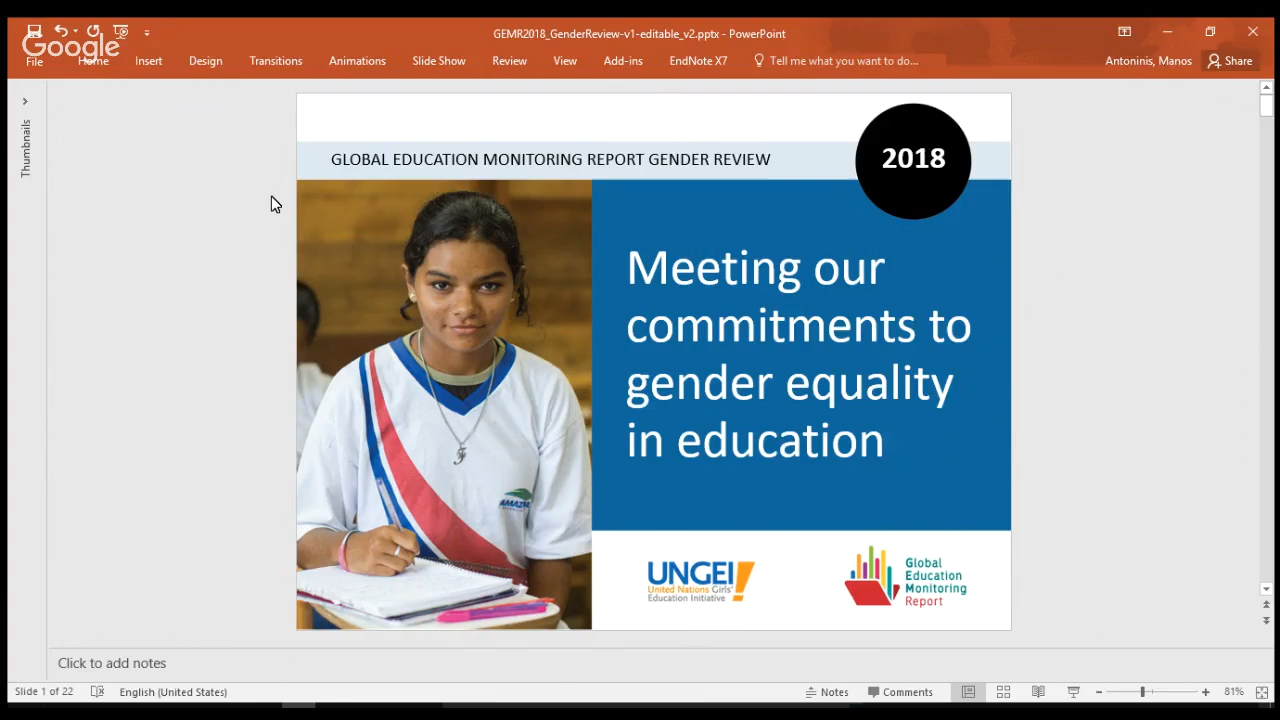 GEMR2018_GenderReview-v1-editable_v2.pptx - PowerPoint
Google
File Home Insert Design Transitions Animations Slide Show Review View Add-ins EndNote X7 Tell me what you want to do... Antoninis, Manos Share
Thumbnails
GLOBAL EDUCATION MONITORING REPORT GENDER REVIEW
2018
Meeting our
commitments to
gender equality
in education
UNGEI!
United Nations Girls'
Education Initiative
Global
Education
Monitoring
Report
Click to add notes
Slide 1 of 22 English (United States) Notes Comments 81%